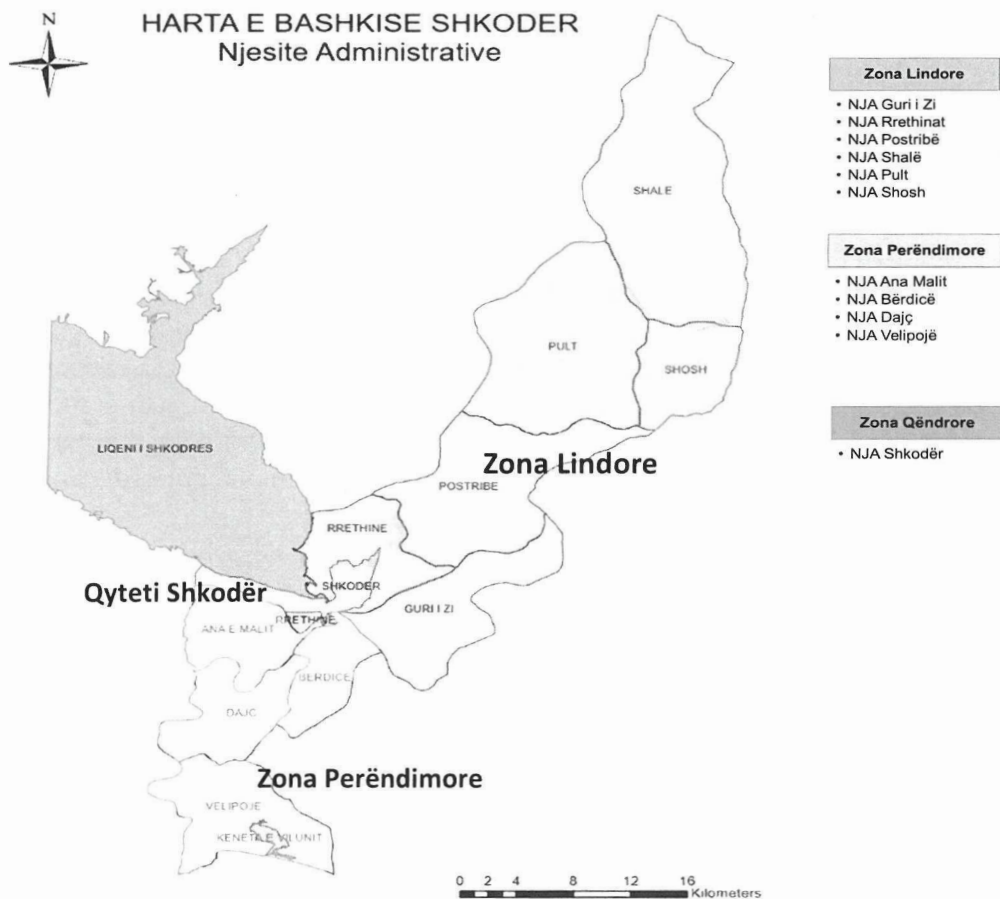 N
HARTA E BASHKISE SHKODER
Njesite Administrative
Zona Lindore
• NJA Guri i Zi
• NJA Rrethinat
• NJA Postribë
• NJA Shalë
• NJA Pult
• NJA Shosh
Zona Perëndimore
• NJA Ana Malit
• NJA Bërdicë
• NJA Dajç
• NJA Velipojë
Zona Qëndrore
• NJA Shkodër
SHALE
PULT
SHOSH
LIQENI I SHKODRES
Zona Lindore
POSTRIBE
RRETHINE
SHKODER
Qyteti Shkodër
GURI I ZI
RRETHINE
ANA E MALIT
BERDICE
DAJC
Zona Perëndimore
VELIPOJE
KENETA E
0 2 4 8 12 16
Kilometers